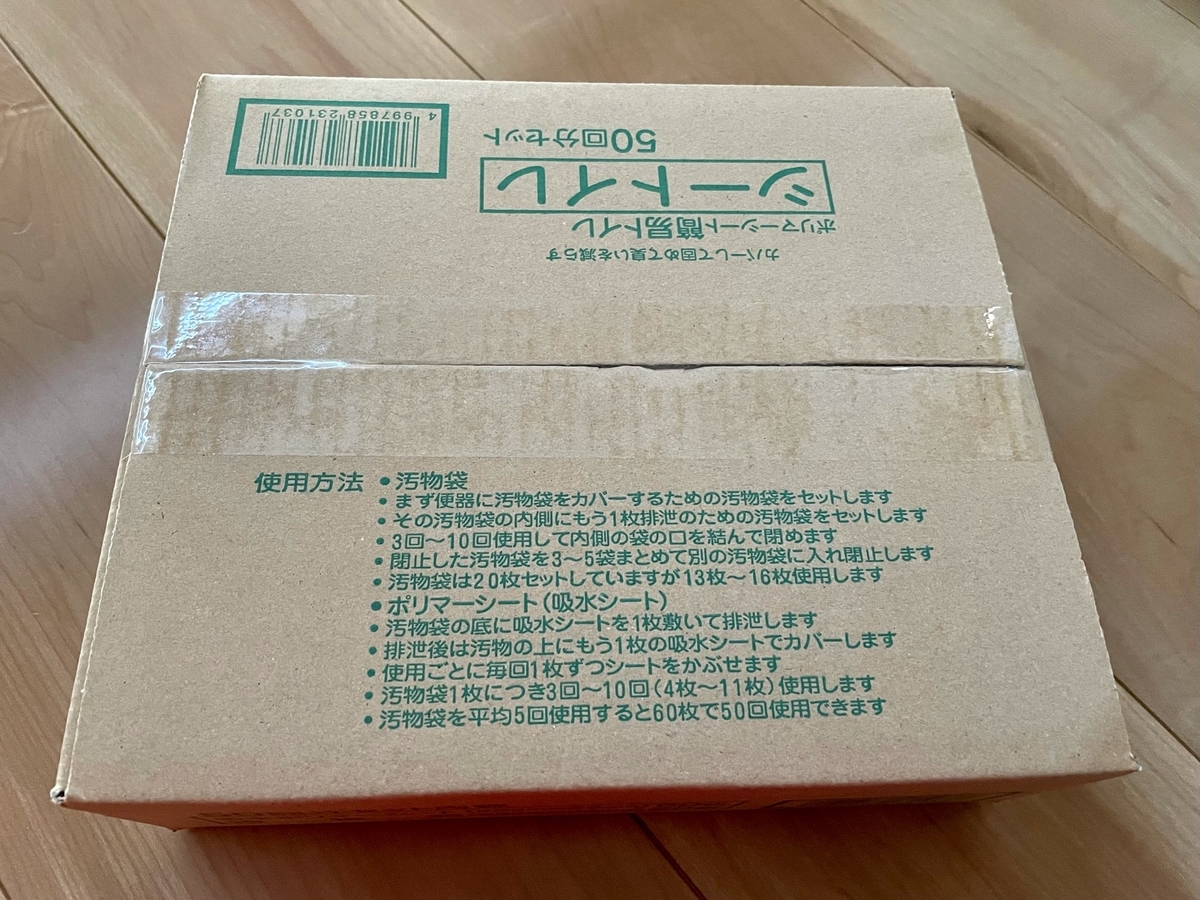 カバーして固めて臭いを減らす
ポリマーシート簡易トイレ
シートイレ
50回分セット
4 997858 231037
使用方法 ●汚物袋
・まず便器に汚物袋をカバーするための汚物袋をセットします
・その汚物袋の内側にもう1枚排泄のための汚物袋をセットします
・3回〜10回使用して内側の袋の口を結んで閉めます
・閉止した汚物袋を3〜5袋まとめて別の汚物袋に入れ閉止します
・汚物袋は20枚セットしていますが13枚〜16枚使用します
●ポリマーシート(吸水シート)
・汚物袋の底に吸水シートを1枚敷いて排泄します
・排泄後は汚物の上にもう1枚の吸水シートでカバーします
・使用ごとに毎回1枚ずつシートをかぶせます
・汚物袋1枚につき3回〜10回(4枚〜11枚)使用します
・汚物袋を平均5回使用すると60枚で50回使用できます